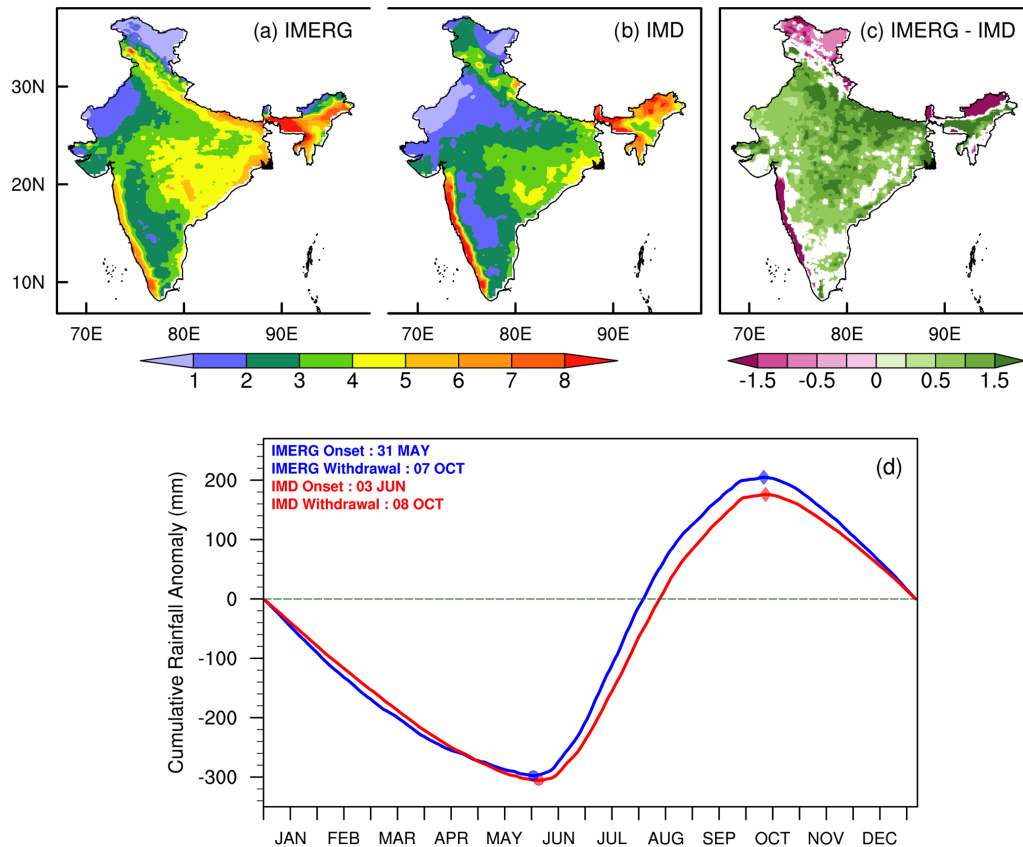 (a) IMERG
(b) IMD
(c) IMERG - IMD
30N
20N
10N
70E 80E 90E
70E 80E 90E
70E 80E 90E
1 2 3 4 5 6 7 8
-1.5 -0.5 0 0.5 1.5
IMERG Onset : 31 MAY
IMERG Withdrawal : 07 OCT
IMD Onset : 03 JUN
IMD Withdrawal : 08 OCT
(d)
Cumulative Rainfall Anomaly (mm)
200
100
0
-100
-200
-300
JAN FEB MAR APR MAY JUN JUL AUG SEP OCT NOV DEC